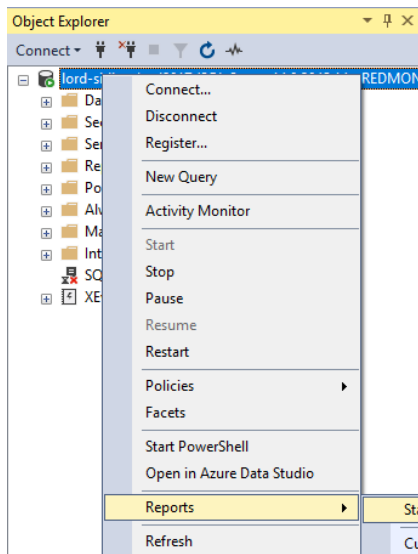 Object Explorer
Connect
REDMON
Connect...
Disconnect
Register...
New Query
Activity Monitor
Start
Stop
Pause
Resume
Restart
Policies
Facets
Start PowerShell
Open in Azure Data Studio
Reports
Refresh